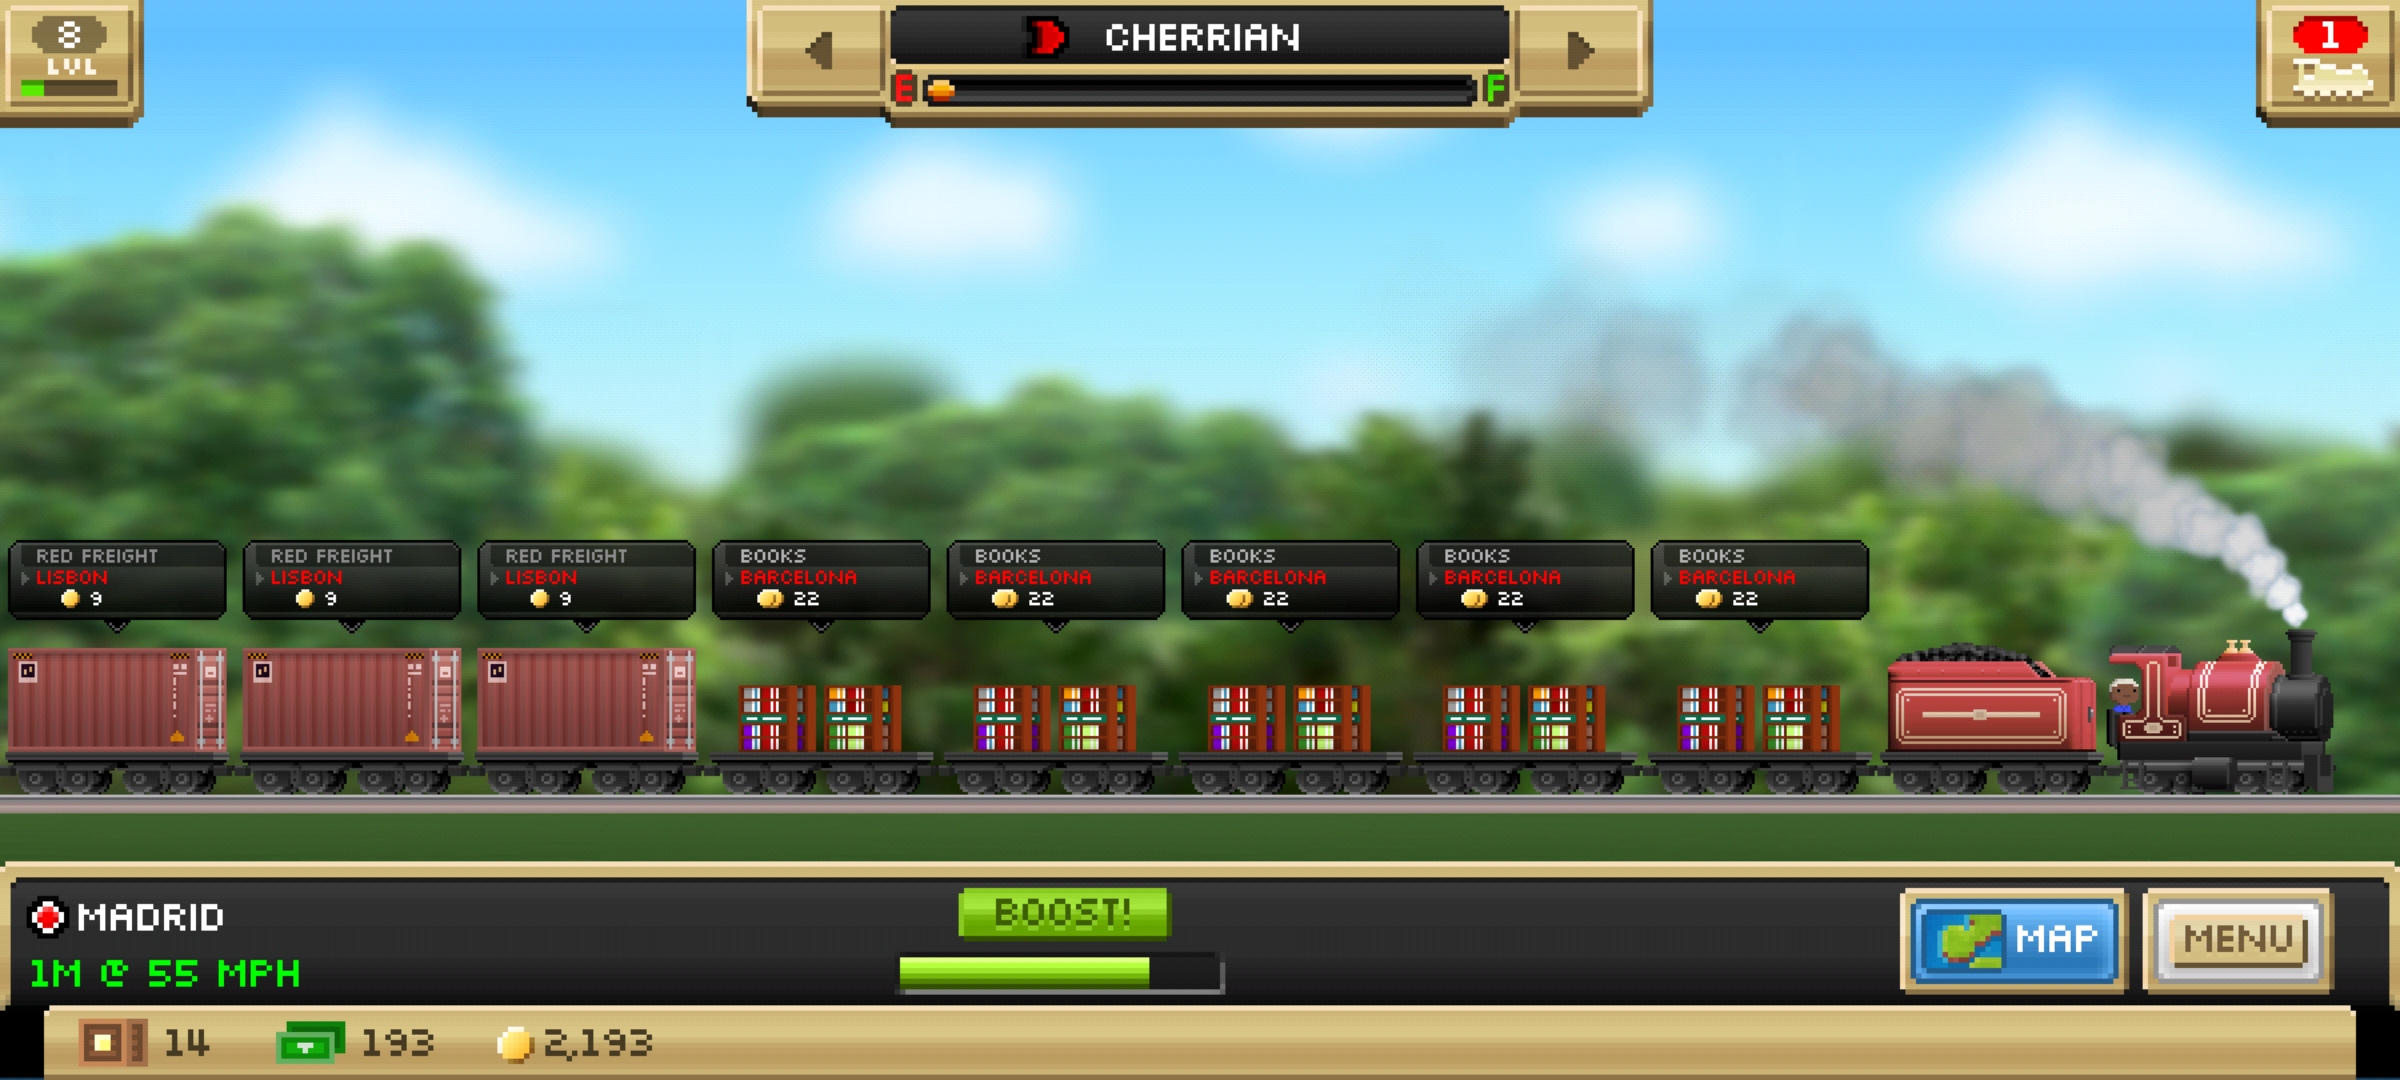 8
LVL
CHERRIAN
E F
1
RED FREIGHT
LISBON
9
RED FREIGHT
LISBON
9
RED FREIGHT
LISBON
9
BOOKS
BARCELONA
22
BOOKS
BARCELONA
22
BOOKS
BARCELONA
22
BOOKS
BARCELONA
22
BOOKS
BARCELONA
22
MADRID
1M @ 55 MPH
BOOST!
MAP
MENU
14
193
2,193